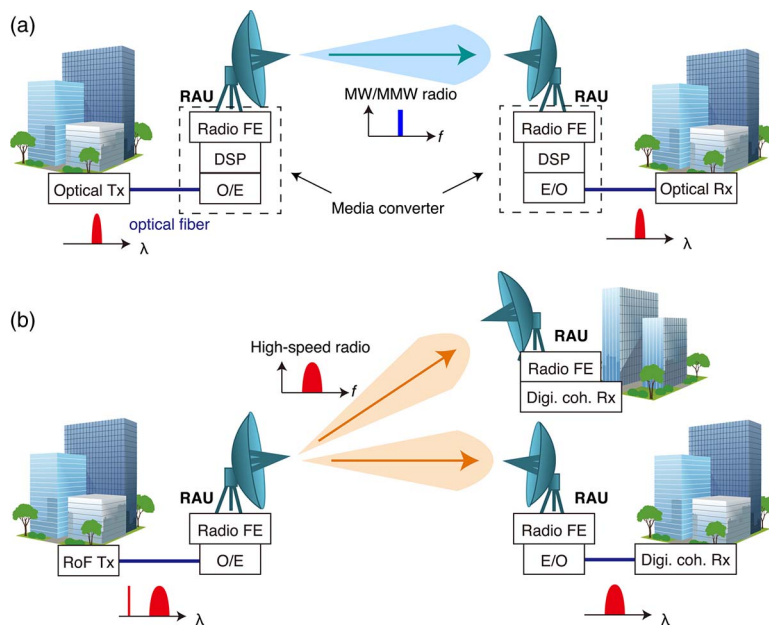 (a)
RAU
MW/MMW radio
f
RAU
Radio FE
Radio FE
DSP
DSP
Optical Tx
O/E
E/O
Optical Rx
Media converter
optical fiber
λ
λ
(b)
High-speed radio
f
RAU
Radio FE
Digi. coh. Rx
RAU
RAU
Radio FE
Radio FE
RoF Tx
O/E
E/O
Digi. coh. Rx
λ
λ